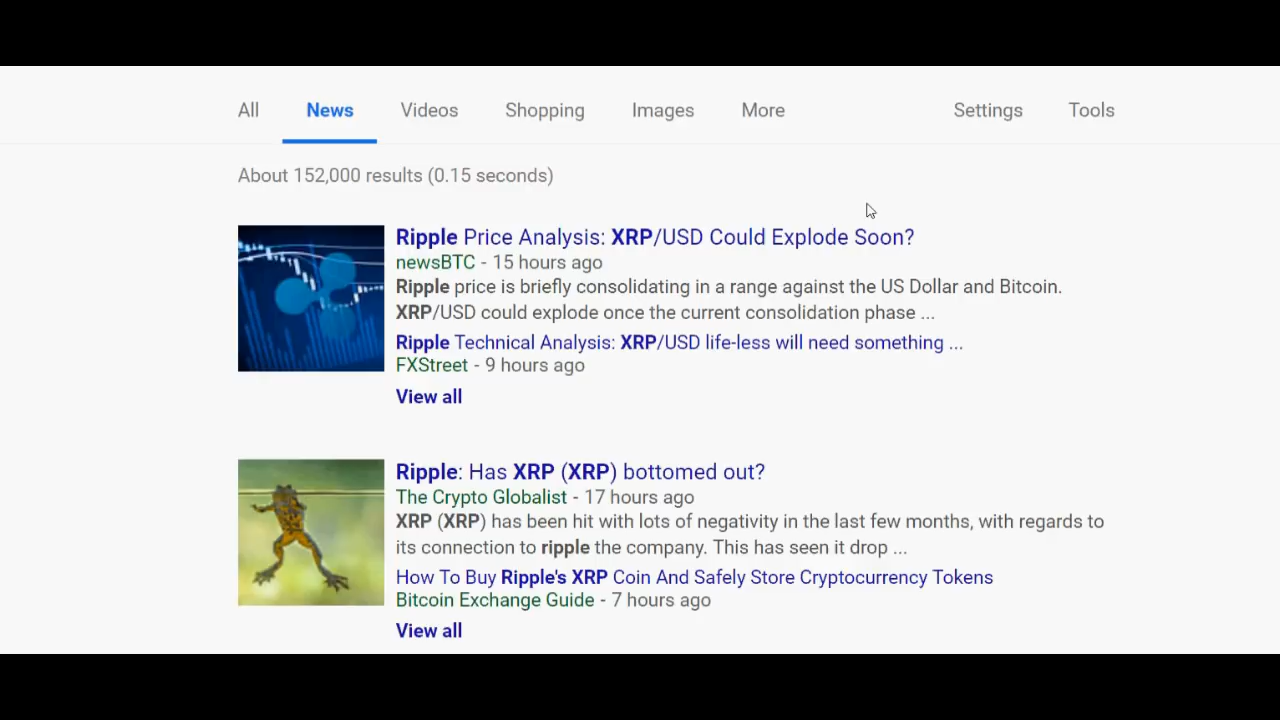 All News Videos Shopping Images More Settings Tools
About 152,000 results (0.15 seconds)
Ripple Price Analysis: XRP/USD Could Explode Soon?
newsBTC - 15 hours ago
Ripple price is briefly consolidating in a range against the US Dollar and Bitcoin.
XRP/USD could explode once the current consolidation phase ...
Ripple Technical Analysis: XRP/USD life-less will need something ...
FXStreet - 9 hours ago
View all
Ripple: Has XRP (XRP) bottomed out?
The Crypto Globalist - 17 hours ago
XRP (XRP) has been hit with lots of negativity in the last few months, with regards to
its connection to ripple the company. This has seen it drop ...
How To Buy Ripple's XRP Coin And Safely Store Cryptocurrency Tokens
Bitcoin Exchange Guide - 7 hours ago
View all